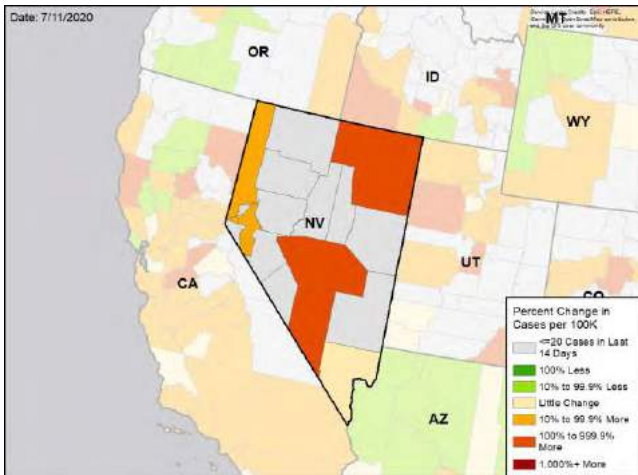 Date: 7/11/2020
MT
OR
ID
WY
NV
UT
CA
CO
AZ
Percent Change in
Cases per 100K
<=20 Cases in Last
14 Days
100% Less
10% to 99.9% Less
Little Change
10% to 99.9% More
100% to 999.9%
More
1,000%+ More